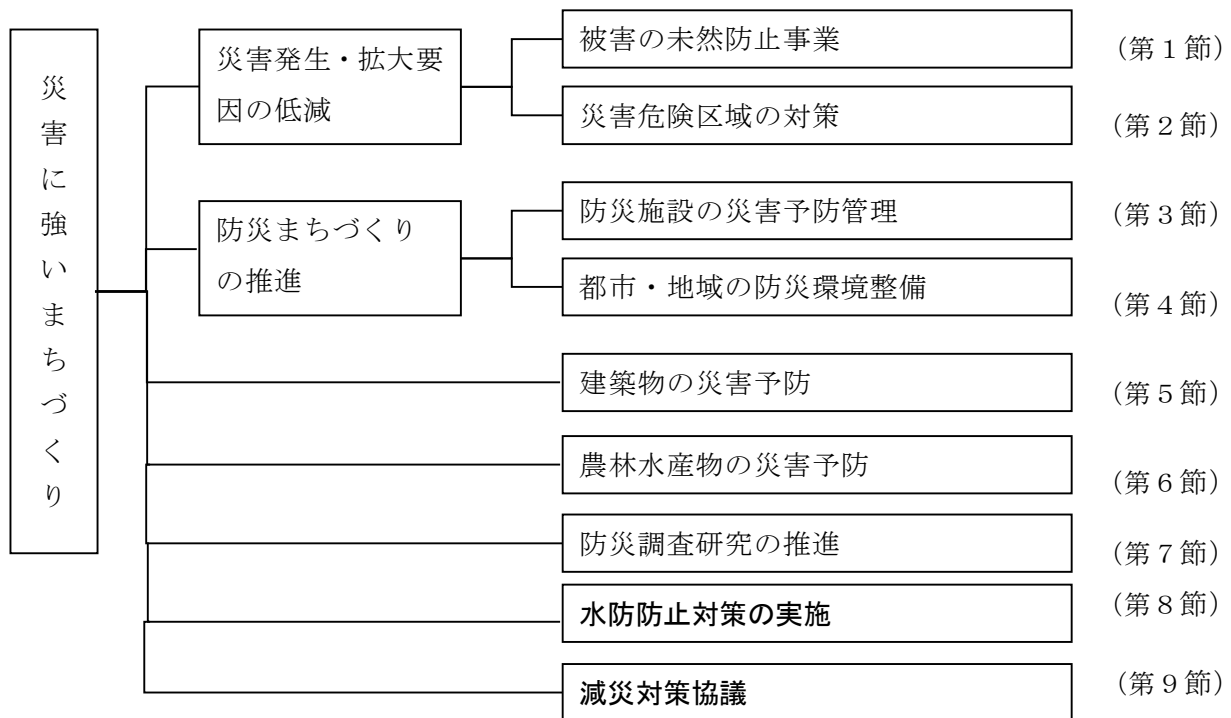 災害に強いまちづくり
災害発生・拡大要
因の低減
被害の未然防止事業
(第1節)
災害危険区域の対策
(第2節)
防災まちづくり
の推進
防災施設の災害予防管理
(第3節)
都市・地域の防災環境整備
(第4節)
建築物の災害予防
(第5節)
農林水産物の災害予防
(第6節)
防災調査研究の推進
(第7節)
水防防止対策の実施
(第8節)
減災対策協議
(第9節)